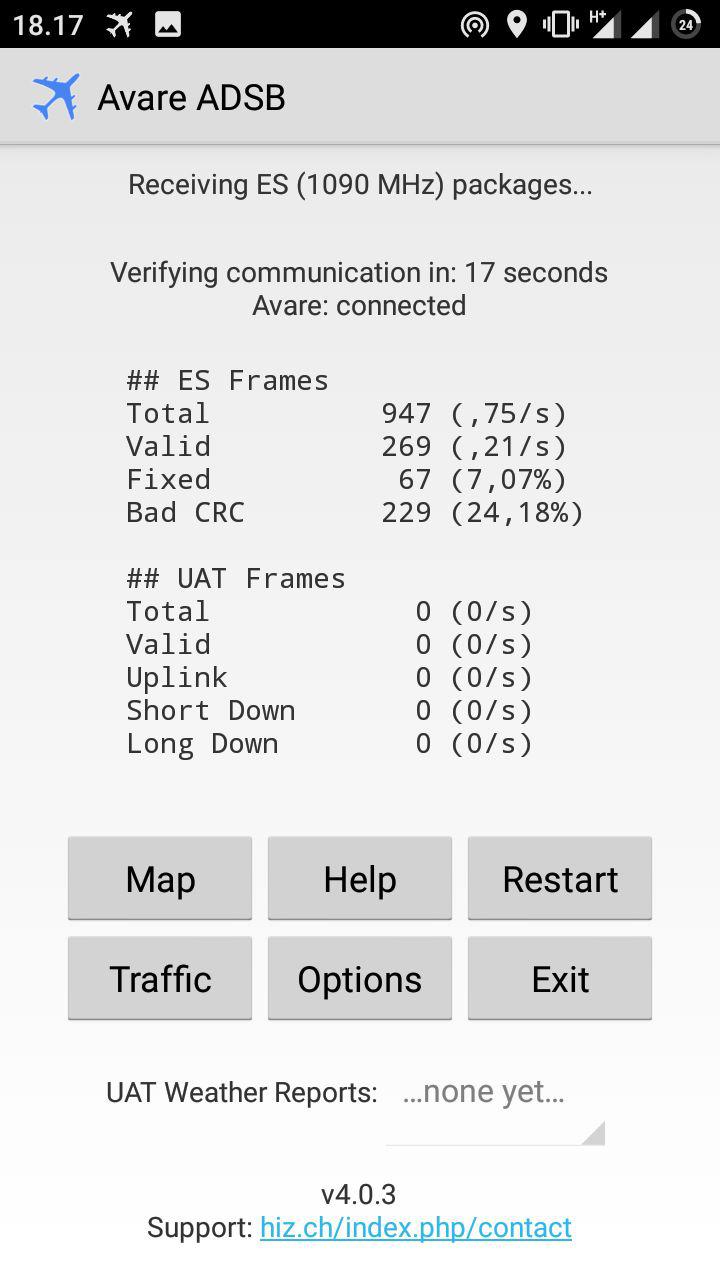 18.17 H+ 24
Avare ADSB
Receiving ES (1090 MHz) packages...
Verifying communication in: 17 seconds
Avare: connected
## ES Frames
Total 947 (,75/s)
Valid 269 (,21/s)
Fixed 67 (7,07%)
Bad CRC 229 (24,18%)
## UAT Frames
Total 0 (0/s)
Valid 0 (0/s)
Uplink 0 (0/s)
Short Down 0 (0/s)
Long Down 0 (0/s)
Map Help Restart
Traffic Options Exit
UAT Weather Reports: ...none yet...
v4.0.3
Support: hiz.ch/index.php/contact